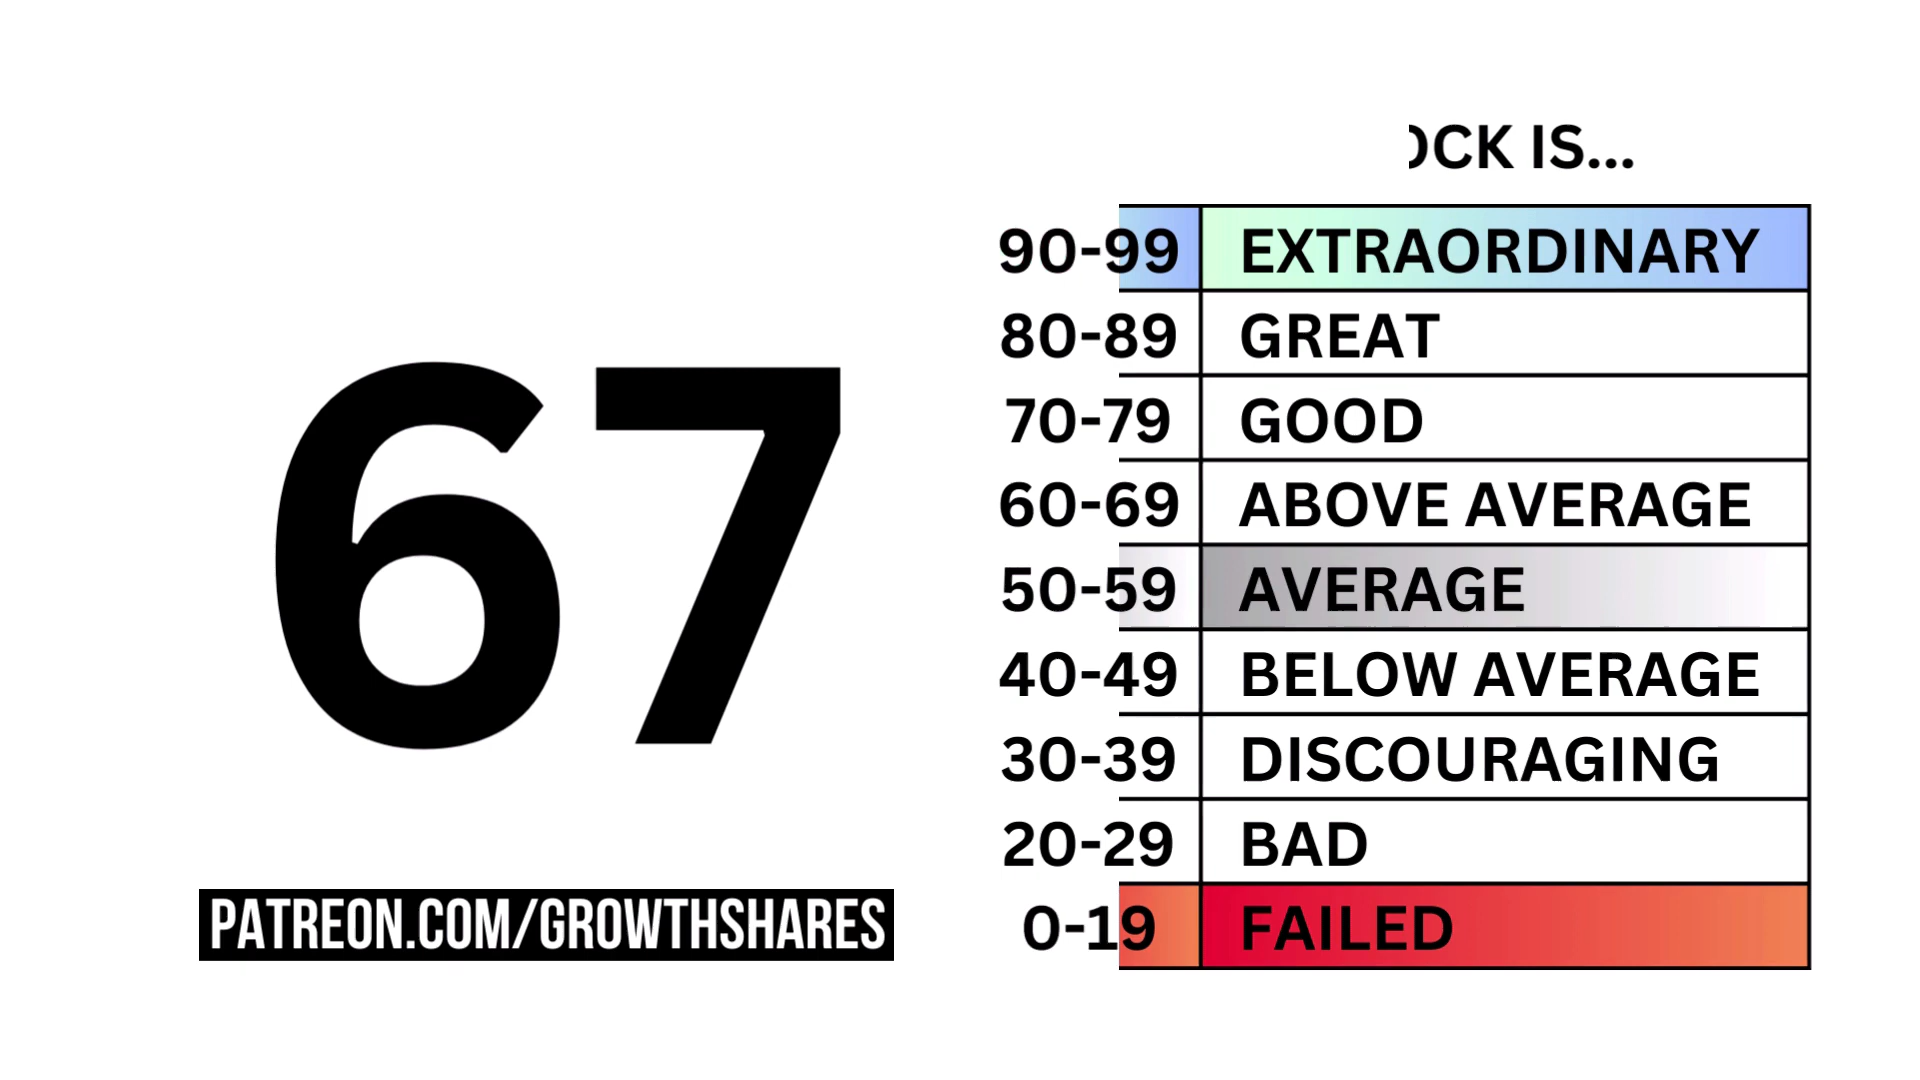 67
PATREON.COM/GROWTHSHARES
OCK IS...
90-99 EXTRAORDINARY
80-89 GREAT
70-79 GOOD
60-69 ABOVE AVERAGE
50-59 AVERAGE
40-49 BELOW AVERAGE
30-39 DISCOURAGING
20-29 BAD
0-19 FAILED